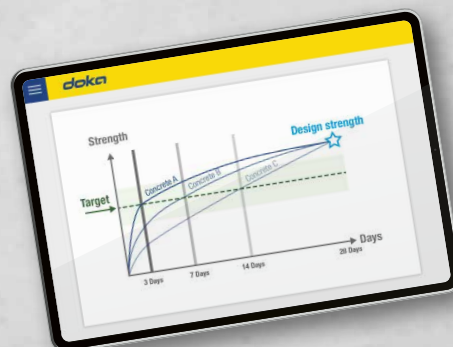 doka
Strength
Design strength
Concrete A
Concrete B
Concrete C
Target
Days
3 Days
7 Days
14 Days
28 Days